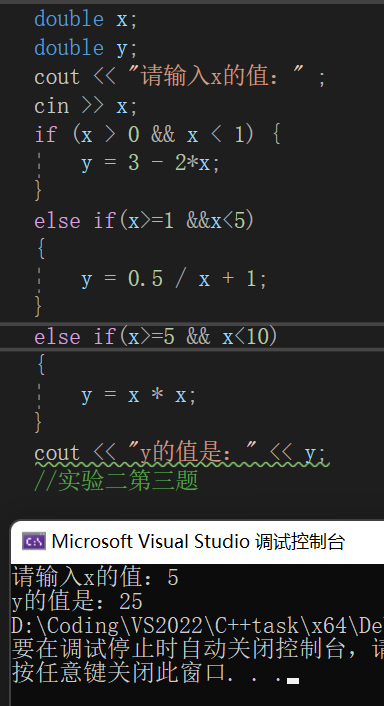 double x;
double y;
cout << "请输入x的值：" ;
cin >> x;
if (x > 0 && x < 1) {
y = 3 - 2*x;
}
else if(x>=1 &&x<5)
{
y = 0.5 / x + 1;
}
else if(x>=5 && x<10)
{
y = x * x;
}
cout << "y的值是：" << y;
//实验二第三题
Microsoft Visual Studio 调试控制台
请输入x的值：5
y的值是：25
D:\Coding\VS2022\C++task\x64\De
要在调试停止时自动关闭控制台，请
按任意键关闭此窗口. . .